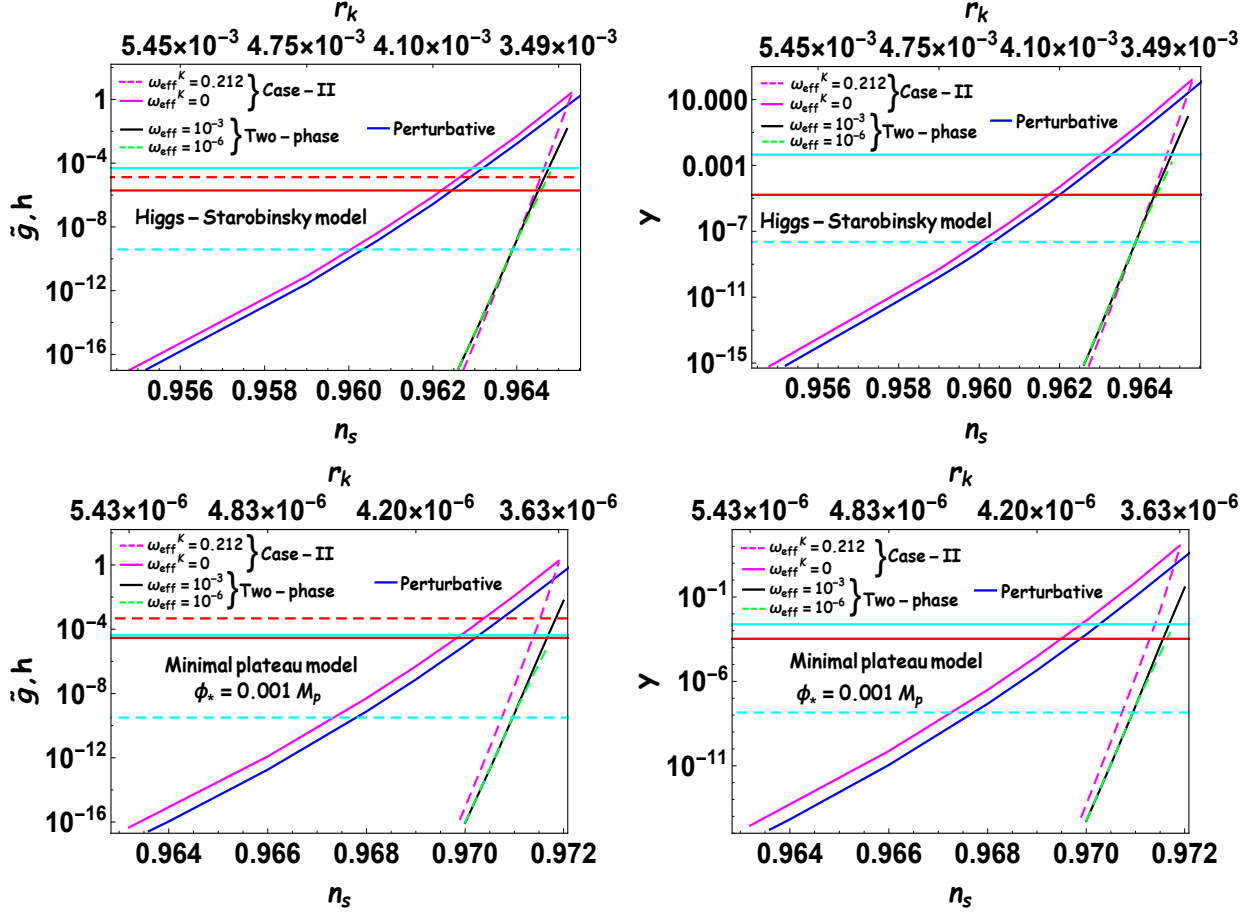 r_k
5.45×10⁻³ 4.75×10⁻³ 4.10×10⁻³ 3.49×10⁻³
ω_eff^K = 0.212
ω_eff^K = 0
} Case – II
ω_eff = 10⁻³
ω_eff = 10⁻⁶
} Two – phase
Perturbative
1
10⁻⁴
10⁻⁸
10⁻¹²
10⁻¹⁶
g̃, h
Higgs – Starobinsky model
0.956 0.958 0.960 0.962 0.964
n_s
r_k
5.45×10⁻³ 4.75×10⁻³ 4.10×10⁻³ 3.49×10⁻³
ω_eff^K = 0.212
ω_eff^K = 0
} Case – II
ω_eff = 10⁻³
ω_eff = 10⁻⁶
} Two – phase
Perturbative
10.000
0.001
10⁻⁷
10⁻¹¹
10⁻¹⁵
y
Higgs – Starobinsky model
0.956 0.958 0.960 0.962 0.964
n_s
r_k
5.43×10⁻⁶ 4.83×10⁻⁶ 4.20×10⁻⁶ 3.63×10⁻⁶
ω_eff^K = 0.212
ω_eff^K = 0
} Case – II
ω_eff = 10⁻³
ω_eff = 10⁻⁶
} Two – phase
Perturbative
1
10⁻⁴
10⁻⁸
10⁻¹²
10⁻¹⁶
g̃, h
Minimal plateau model
ϕ_* = 0.001 M_p
0.964 0.966 0.968 0.970 0.972
n_s
r_k
5.43×10⁻⁶ 4.83×10⁻⁶ 4.20×10⁻⁶ 3.63×10⁻⁶
ω_eff^K = 0.212
ω_eff^K = 0
} Case – II
ω_eff = 10⁻³
ω_eff = 10⁻⁶
} Two – phase
Perturbative
10⁻¹
10⁻⁶
10⁻¹¹
y
Minimal plateau model
ϕ_* = 0.001 M_p
0.964 0.966 0.968 0.970 0.972
n_s